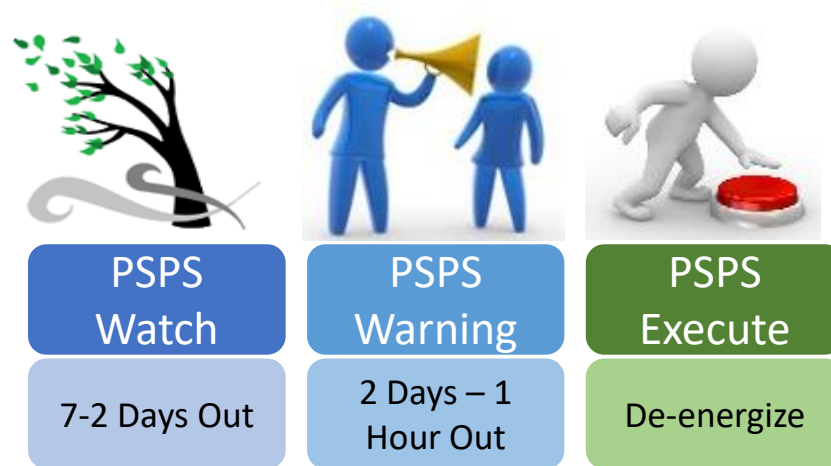 PSPS
Watch
PSPS
Warning
PSPS
Execute
7-2 Days Out
2 Days – 1
Hour Out
De-energize